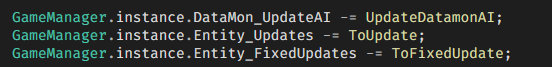 GameManager.instance.DataMon_UpdateAI -= UpdateDatamonAI;
GameManager.instance.Entity_Updates -= ToUpdate;
GameManager.instance.Entity_FixedUpdates -= ToFixedUpdate;